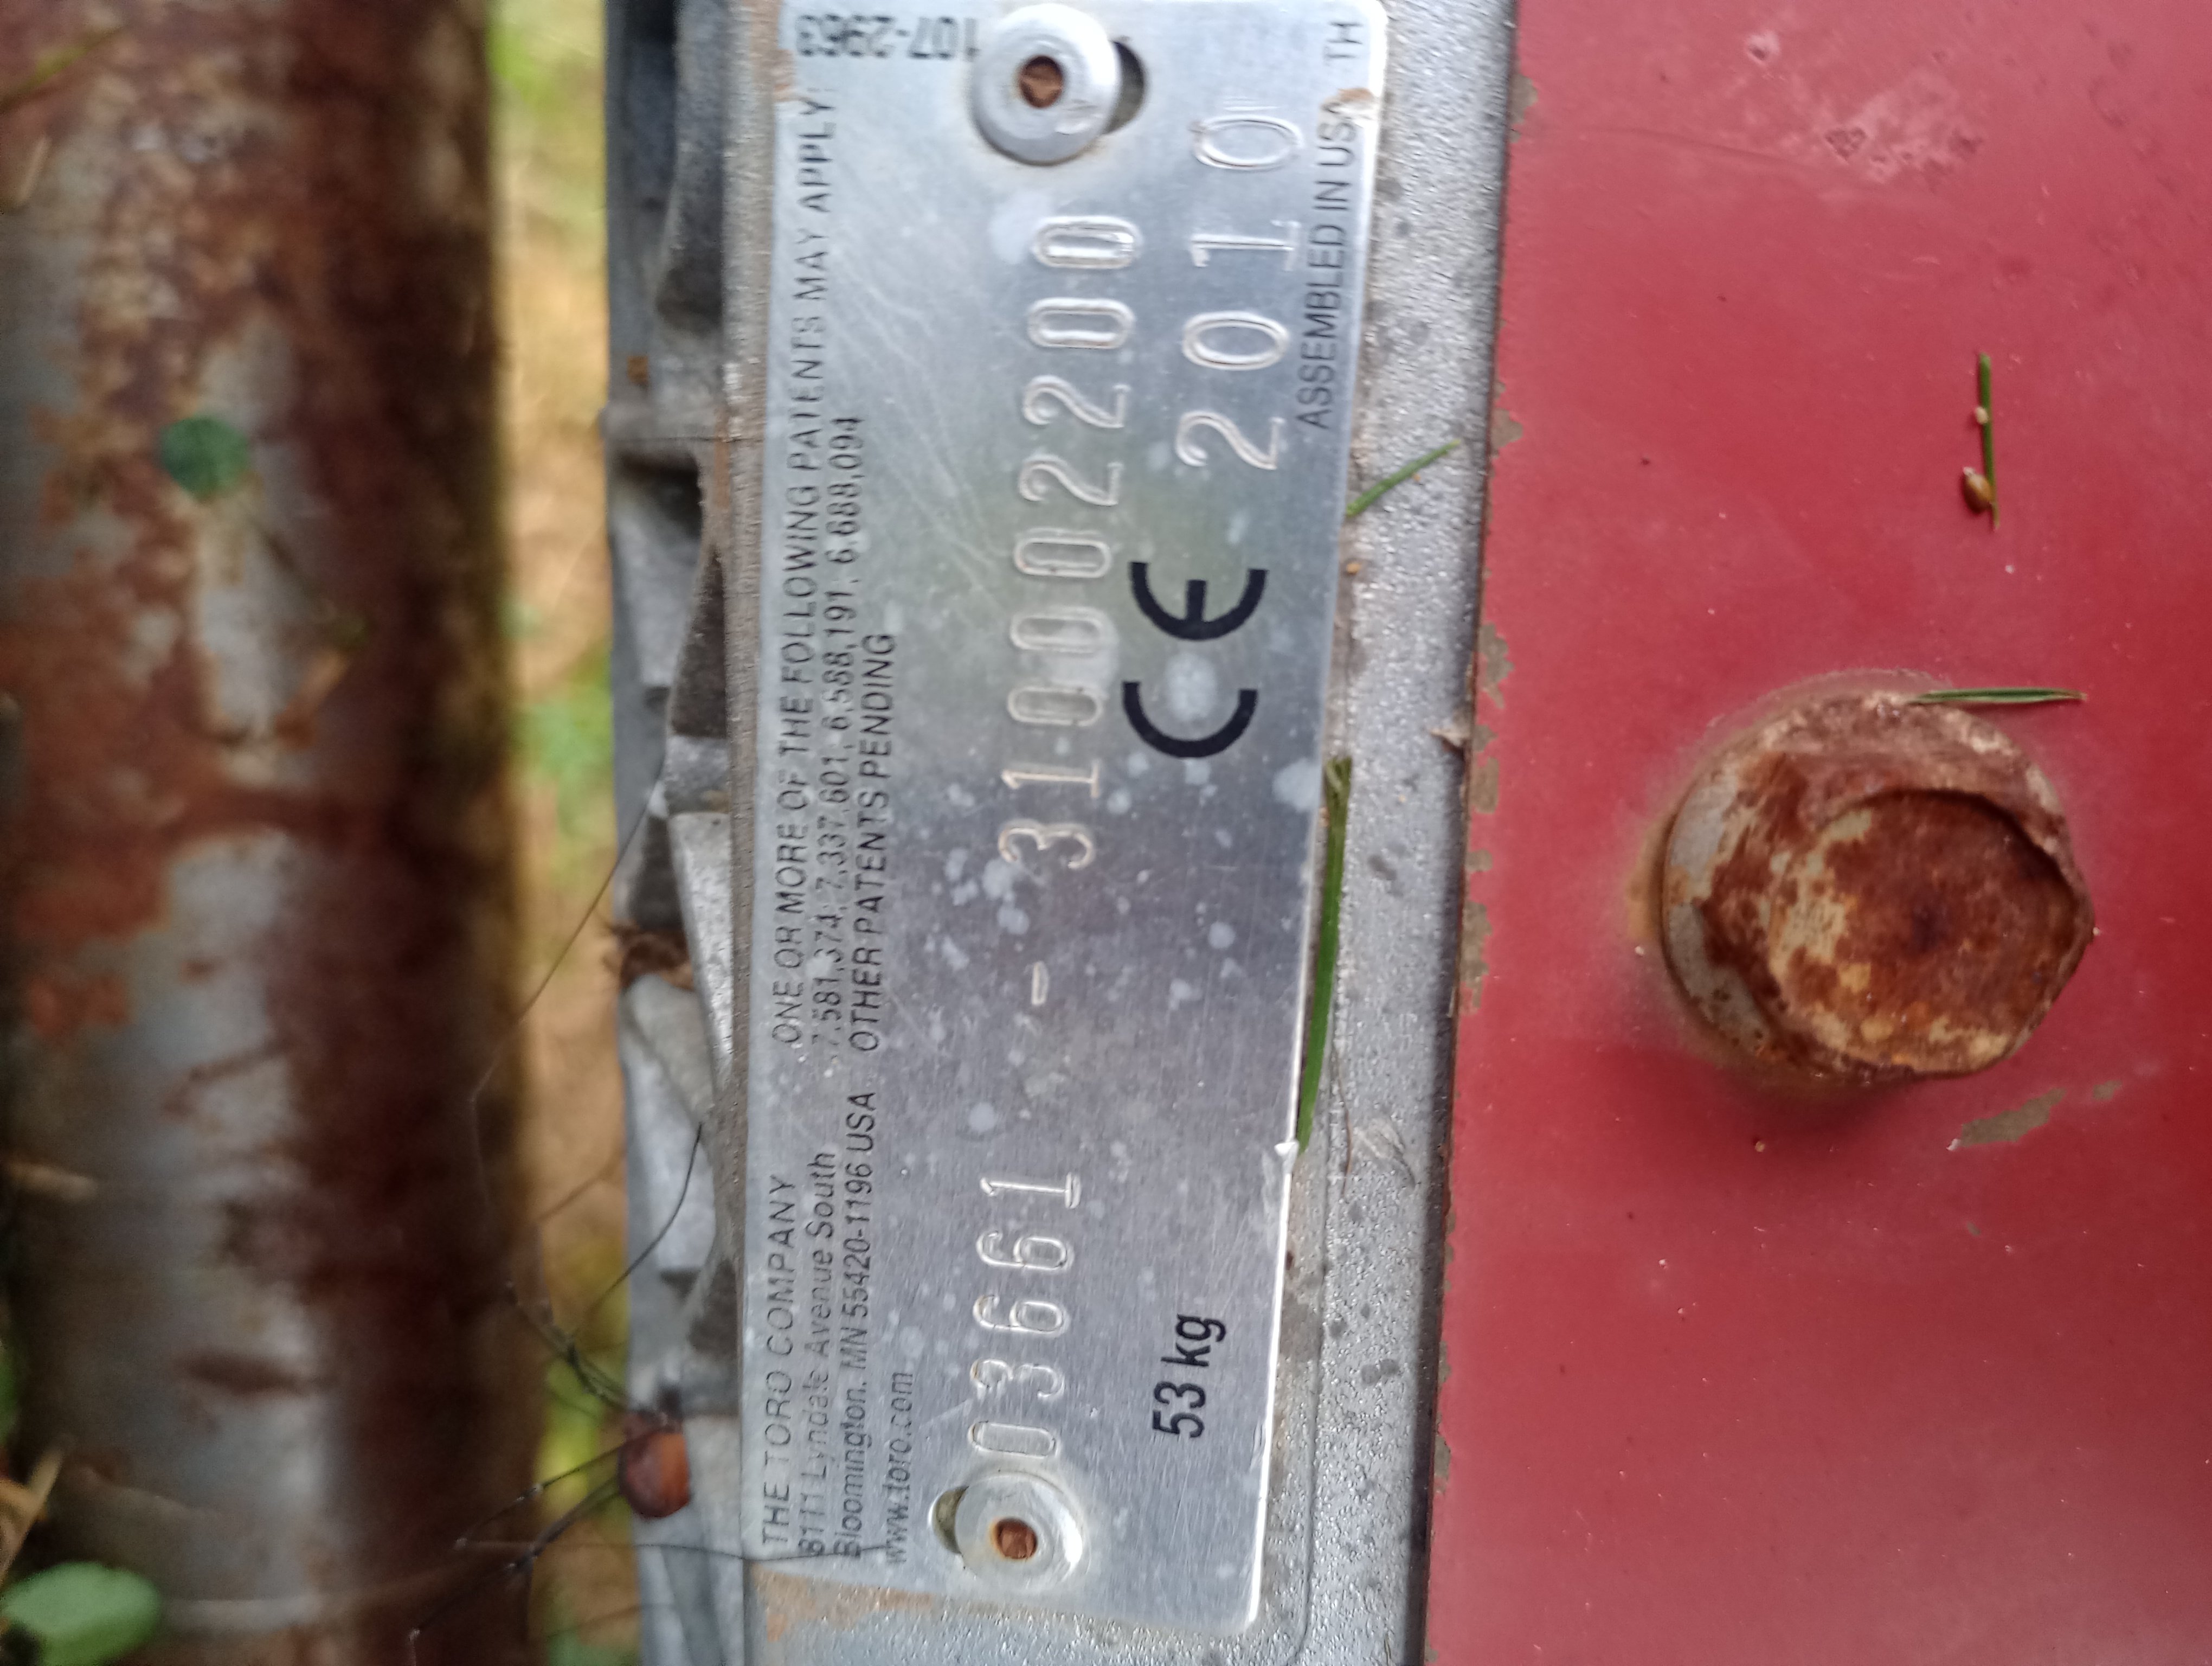 107-2963
THE TORO COMPANY
8111 Lyndale Avenue South
Bloomington, MN 55420-1196 USA
www.toro.com
ONE OR MORE OF THE FOLLOWING PATENTS MAY APPLY:
7,581,374; 7,337,601; 6,588,191; 6,688,094
OTHER PATENTS PENDING
03661 - 310002200
53 kg CE 2010
ASSEMBLED IN USA TH